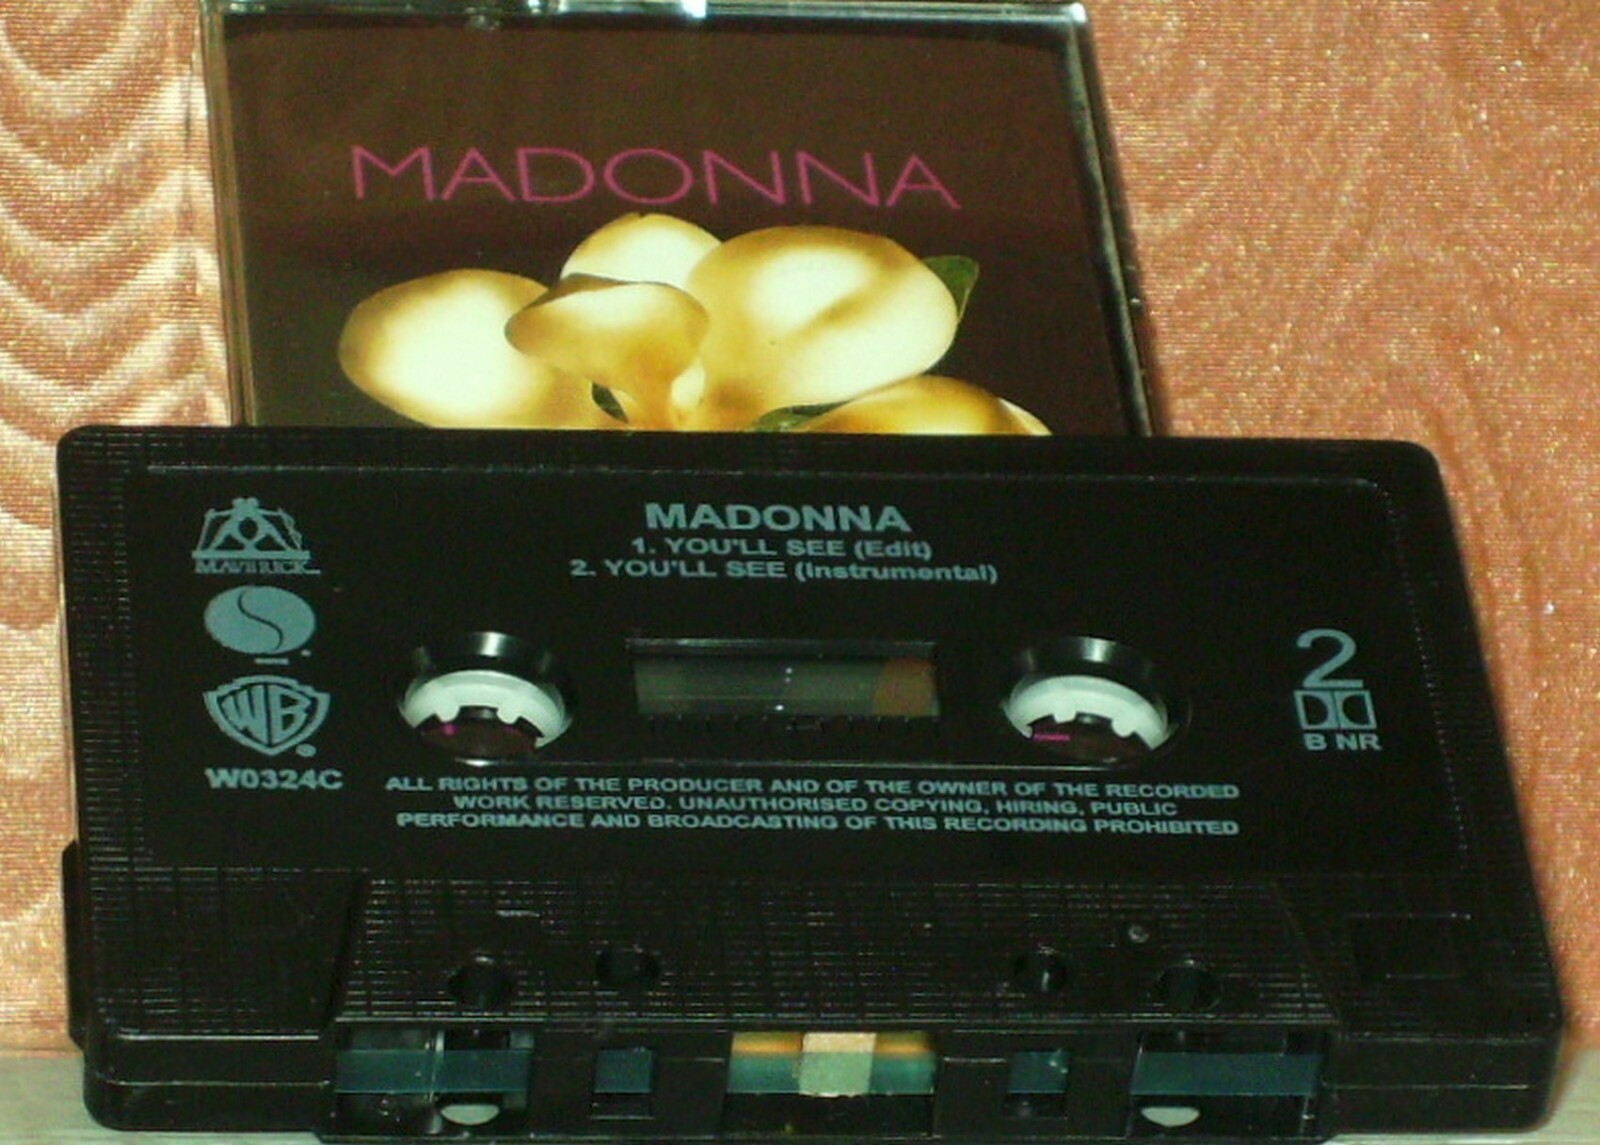 MADONNA
MADONNA
1. YOU'LL SEE (Edit)
2. YOU'LL SEE (Instrumental)
MAVERICK
WB
W0324C
2
B NR
ALL RIGHTS OF THE PRODUCER AND OF THE OWNER OF THE RECORDED
WORK RESERVED. UNAUTHORISED COPYING, HIRING, PUBLIC
PERFORMANCE AND BROADCASTING OF THIS RECORDING PROHIBITED